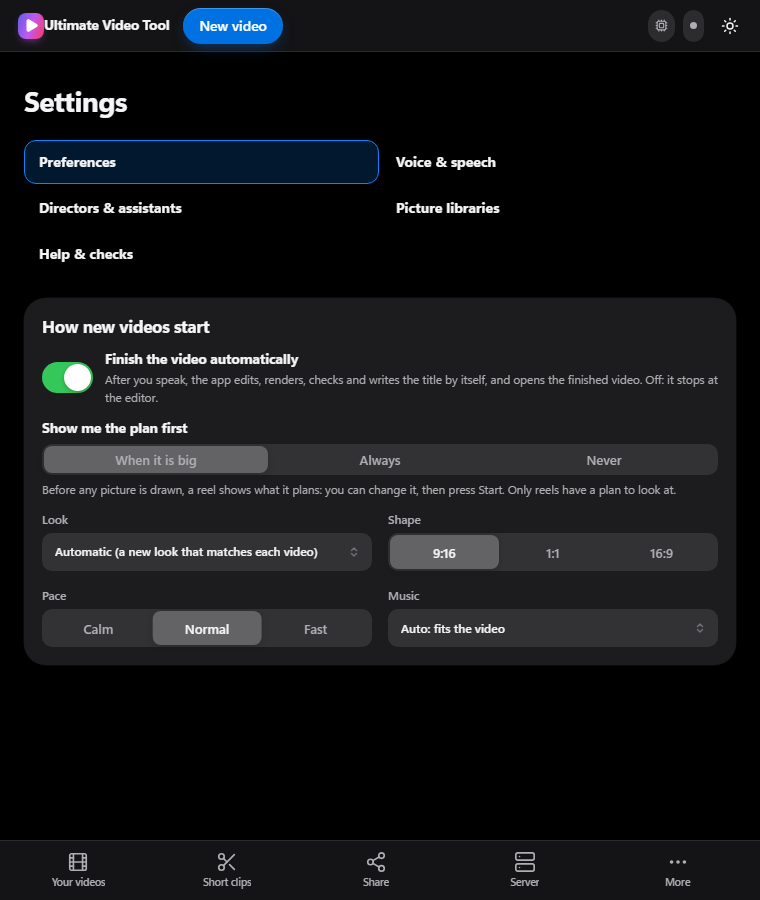 Ultimate Video Tool
New video
Settings
Preferences
Voice & speech
Directors & assistants
Picture libraries
Help & checks
How new videos start
Finish the video automatically
After you speak, the app edits, renders, checks and writes the title by itself, and opens the finished video. Off: it stops at
the editor.
Show me the plan first
When it is big
Always
Never
Before any picture is drawn, a reel shows what it plans: you can change it, then press Start. Only reels have a plan to look at.
Look
Shape
Automatic (a new look that matches each video)
9:16
1:1
16:9
Pace
Music
Calm
Normal
Fast
Auto: fits the video
Your videos
Short clips
Share
Server
More